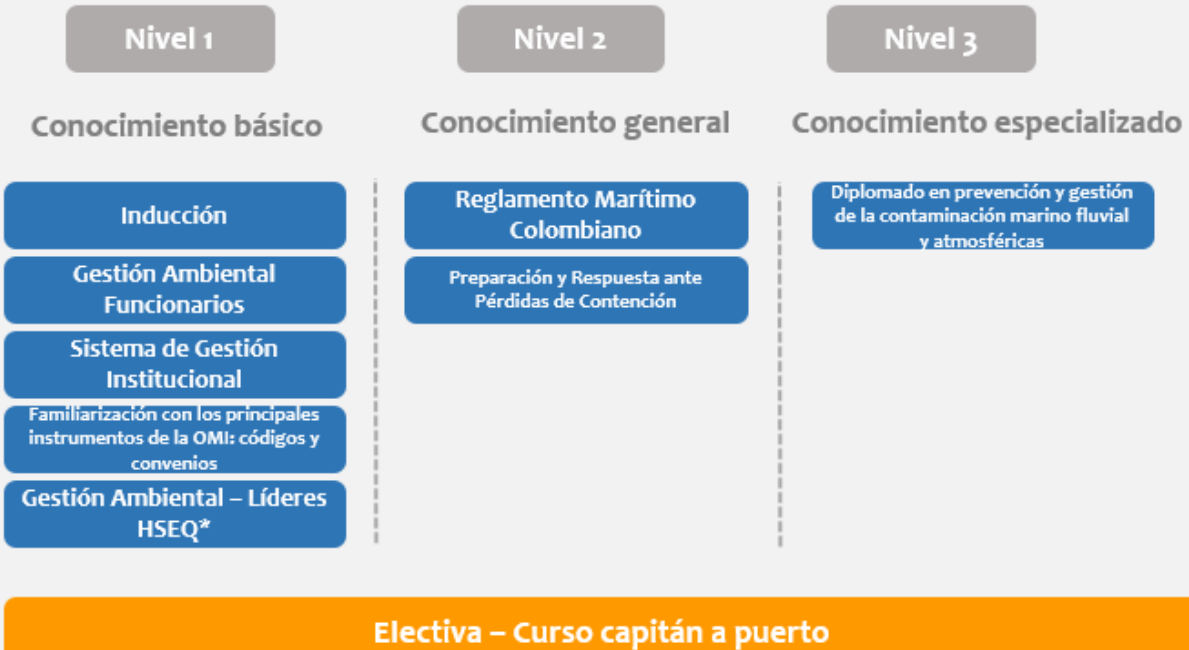 Nivel 1
Nivel 2
Nivel 3
Conocimiento básico
Conocimiento general
Conocimiento especializado
Inducción
Gestión Ambiental
Funcionarios
Sistema de Gestión
Institucional
Familiarización con los principales
instrumentos de la OMI: códigos y
convenios
Gestión Ambiental – Líderes
HSEQ*
Reglamento Marítimo
Colombiano
Preparación y Respuesta ante
Pérdidas de Contención
Diplomado en prevención y gestión
de la contaminación marino fluvial
y atmosféricas
Electiva – Curso capitán a puerto